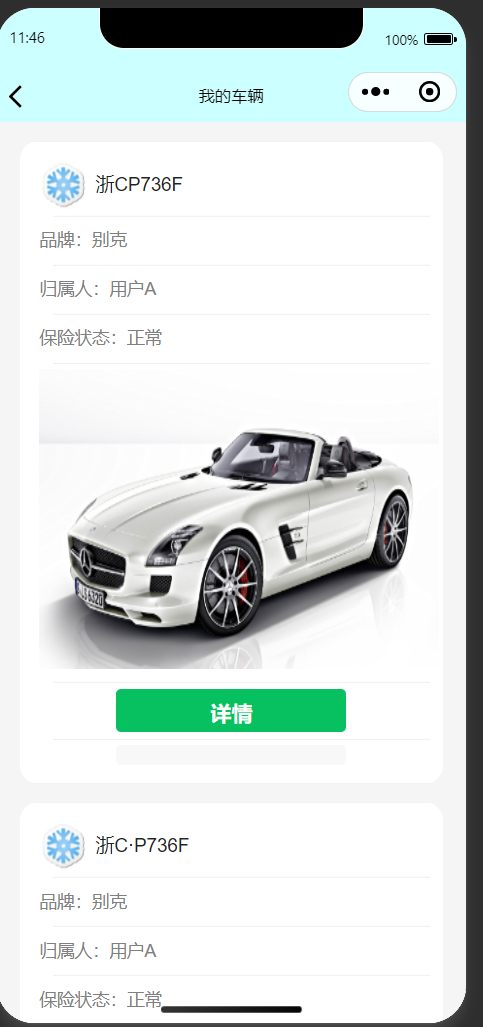 11:46
100%
我的车辆
浙CP736F
品牌：别克
归属人：用户A
保险状态：正常
详情
浙C·P736F
品牌：别克
归属人：用户A
保险状态：正常